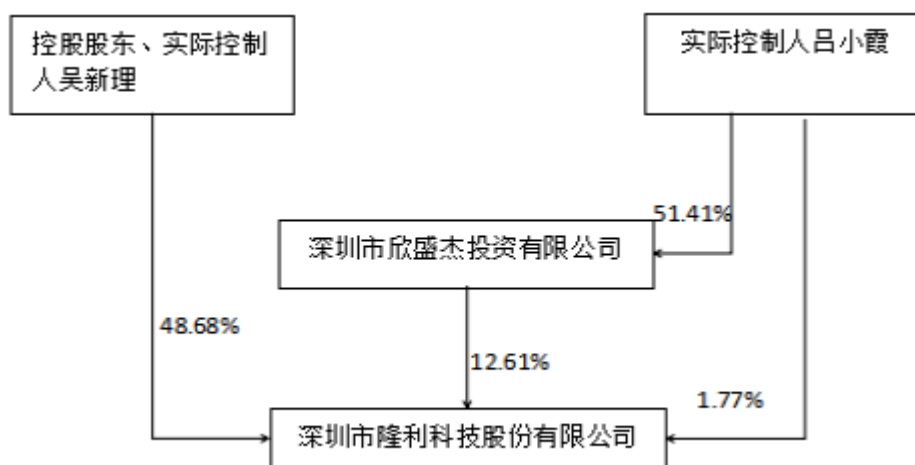 控股股东、实际控制
人吴新理
实际控制人吕小霞
51.41%
深圳市欣盛杰投资有限公司
48.68%
12.61%
1.77%
深圳市隆利科技股份有限公司